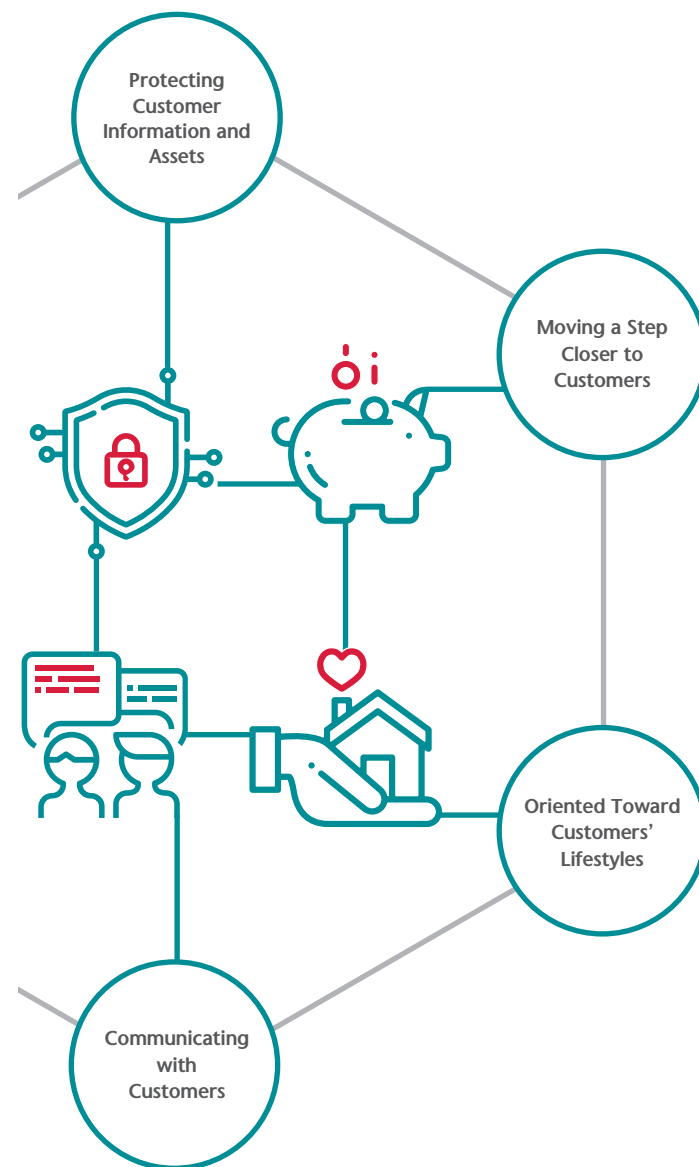 Protecting
Customer
Information and
Assets
Moving a Step
Closer to
Customers
Oriented Toward
Customers’
Lifestyles
Communicating
with
Customers